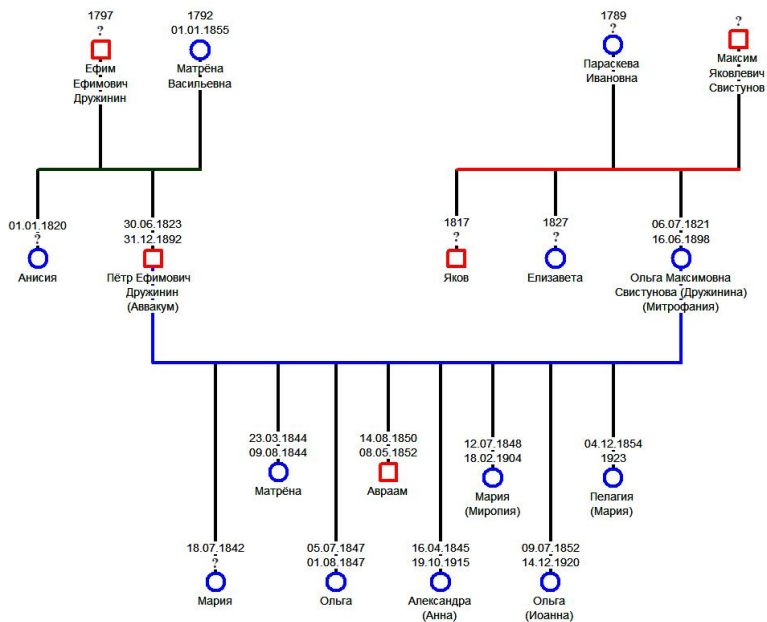 1797
?
Ефим
Ефимович
Дружинин
1792
01.01.1855
Матрёна
Васильевна
1789
?
Параскева
Ивановна
?
Максим
Яковлевич
Свистунов
01.01.1820
?
Анисия
30.06.1823
31.12.1892
Пётр Ефимович
Дружинин
(Аввакум)
1817
?
Яков
1827
?
Елизавета
06.07.1821
16.06.1898
Ольга Максимовна
Свистунова (Дружинина)
(Митрофания)
23.03.1844
09.08.1844
Матрёна
14.08.1850
08.05.1852
Авраам
12.07.1848
18.02.1904
Мария
(Миропия)
04.12.1854
1923
Пелагия
(Мария)
18.07.1842
?
Мария
05.07.1847
01.08.1847
Ольга
16.04.1845
19.10.1915
Александра
(Анна)
09.07.1852
14.12.1920
Ольга
(Иоанна)